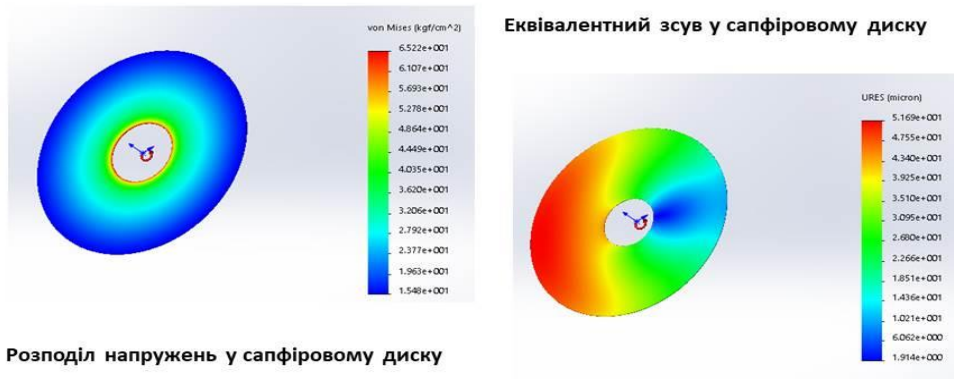 von Mises (kgf/cm^2)
6.522e+001
6.107e+001
5.693e+001
5.278e+001
4.864e+001
4.449e+001
4.035e+001
3.620e+001
3.206e+001
2.792e+001
2.377e+001
1.963e+001
1.548e+001
Розподіл напружень у сапфіровому диску
Еквівалентний зсув у сапфіровому диску
URES (micron)
5.169e+001
4.755e+001
4.340e+001
3.925e+001
3.510e+001
3.095e+001
2.680e+001
2.266e+001
1.851e+001
1.436e+001
1.021e+001
6.062e+000
1.914e+000